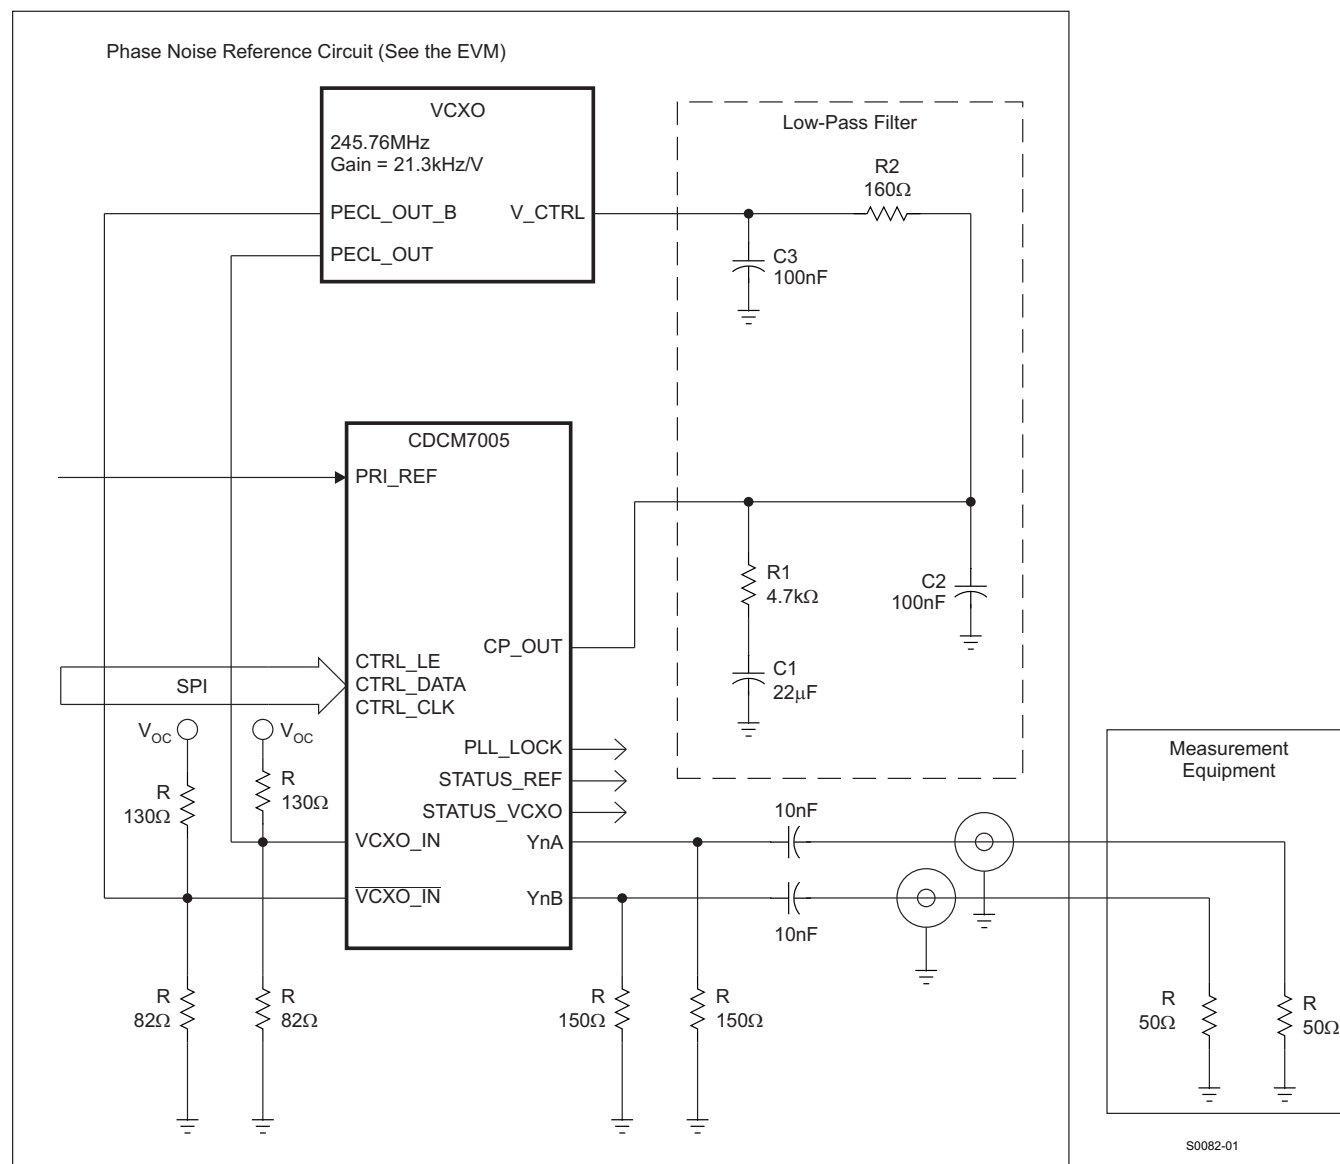 Phase Noise Reference Circuit (See the EVM)
VCXO
245.76MHz
Gain = 21.3kHz/V
PECL_OUT_B
V_CTRL
PECL_OUT
Low-Pass Filter
R2
160Ω
C3
100nF
CDCM7005
PRI_REF
R1
4.7kΩ
C2
100nF
CP_OUT
C1
22μF
SPI
CTRL_LE
CTRL_DATA
CTRL_CLK
VOC
VOC
R
130Ω
R
130Ω
PLL_LOCK
STATUS_REF
STATUS_VCXO
VCXO_IN
YnA
VCXO_IN
YnB
10nF
10nF
R
82Ω
R
82Ω
R
150Ω
R
150Ω
Measurement
Equipment
R
50Ω
R
50Ω
S0082-01